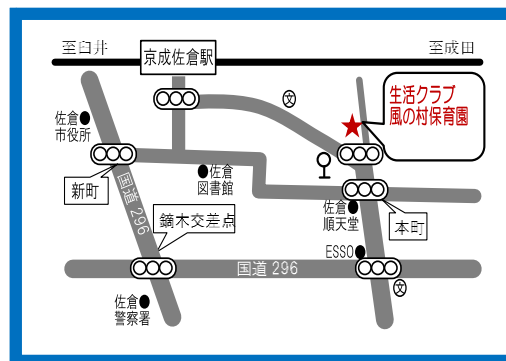 至臼井
京成佐倉駅
至成田
文
生活クラブ
風の村保育園
佐倉
市役所
新町
佐倉
図書館
国道 296
鏑木交差点
佐倉
順天堂
本町
ESSO
国道 296
文
佐倉
警察署